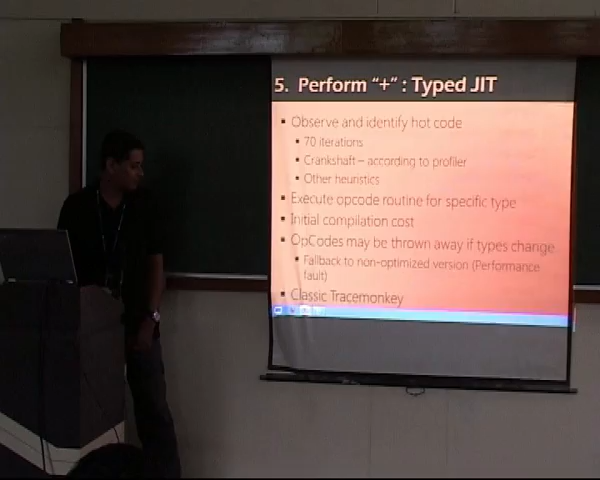 5. Perform "+" : Typed JIT
▪ Observe and identify hot code
▪ 70 iterations
▪ Crankshaft – according to profiler
▪ Other heuristics
▪ Execute opcode routine for specific type
▪ Initial compilation cost
▪ OpCodes may be thrown away if types change
▪ Fallback to non-optimized version (Performance
fault)
▪ Classic Tracemonkey